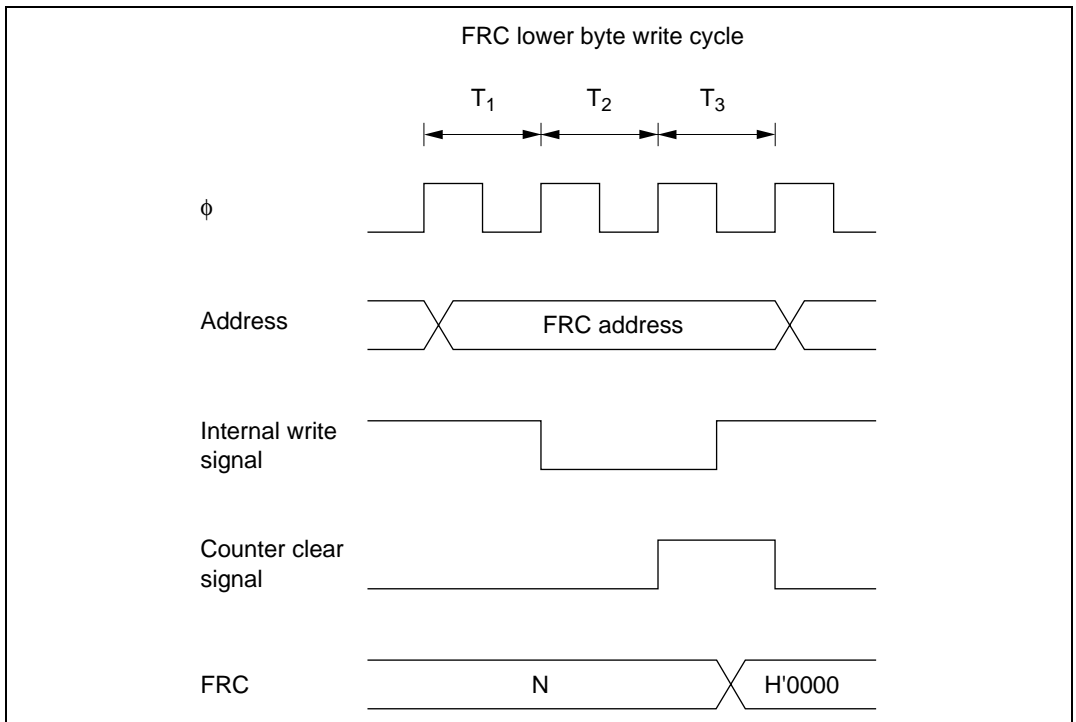 FRC lower byte write cycle
T1 T2 T3
ϕ
Address
FRC address
Internal write
signal
Counter clear
signal
FRC
N
H'0000